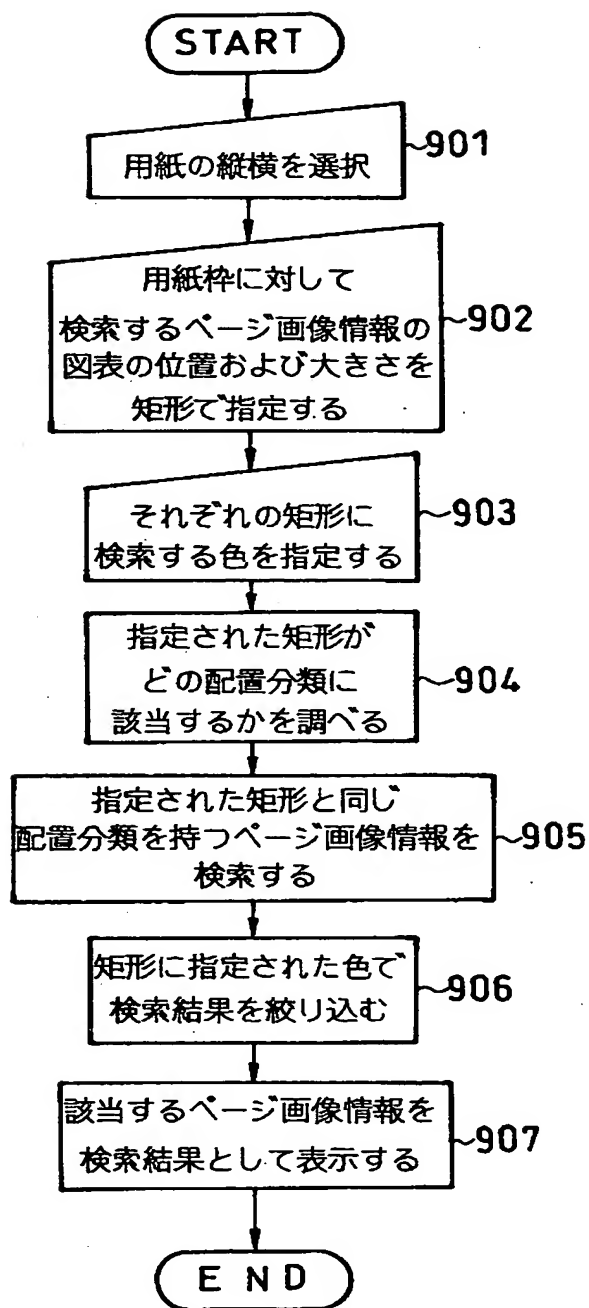 START
用紙の縦横を選択
901
用紙枠に対して
検索するページ画像情報の
図表の位置および大きさを
矩形で指定する
902
それぞれの矩形に
検索する色を指定する
903
指定された矩形が
どの配置分類に
該当するかを調べる
904
指定された矩形と同じ
配置分類を持つページ画像情報を
検索する
905
矩形に指定された色で
検索結果を絞り込む
906
該当するページ画像情報を
検索結果として表示する
907
END